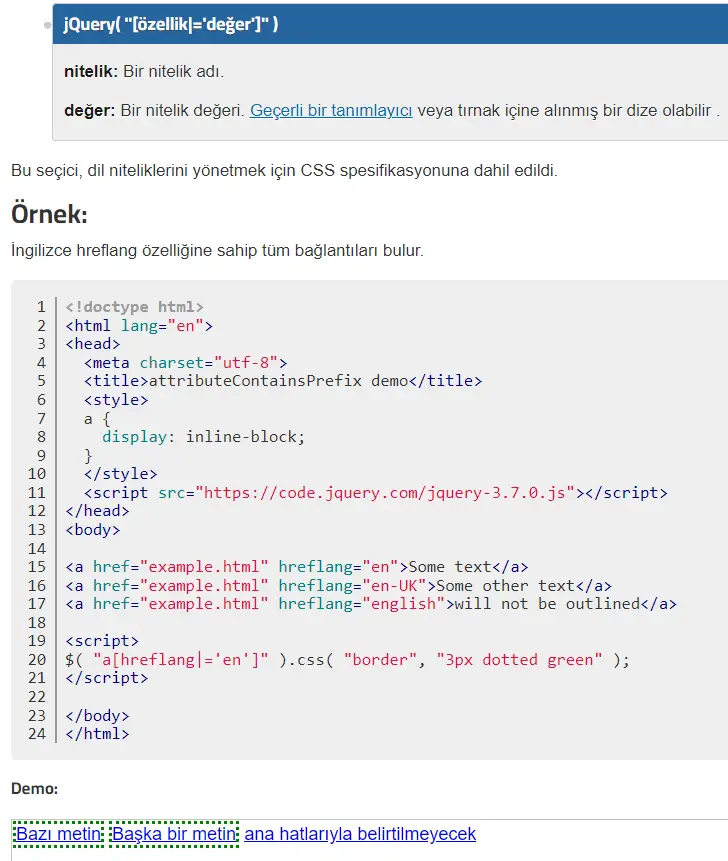 jQuery( "[özellik|='değer']" )
nitelik: Bir nitelik adı.
değer: Bir nitelik değeri. Geçerli bir tanımlayıcı veya tırnak içine alınmış bir dize olabilir .
Bu seçici, dil niteliklerini yönetmek için CSS spesifikasyonuna dahil edildi.
Örnek:
İngilizce hreflang özelliğine sahip tüm bağlantıları bulur.
1 <!doctype html>
2 <html lang="en">
3 <head>
4   <meta charset="utf-8">
5   <title>attributeContainsPrefix demo</title>
6   <style>
7   a {
8     display: inline-block;
9   }
10   </style>
11   <script src="https://code.jquery.com/jquery-3.7.0.js"></script>
12 </head>
13 <body>
14
15 <a href="example.html" hreflang="en">Some text</a>
16 <a href="example.html" hreflang="en-UK">Some other text</a>
17 <a href="example.html" hreflang="english">will not be outlined</a>
18
19 <script>
20 $( "a[hreflang|='en']" ).css( "border", "3px dotted green" );
21 </script>
22
23 </body>
24 </html>
Demo:
Bazı metin Başka bir metin ana hatlarıyla belirtilmeyecek